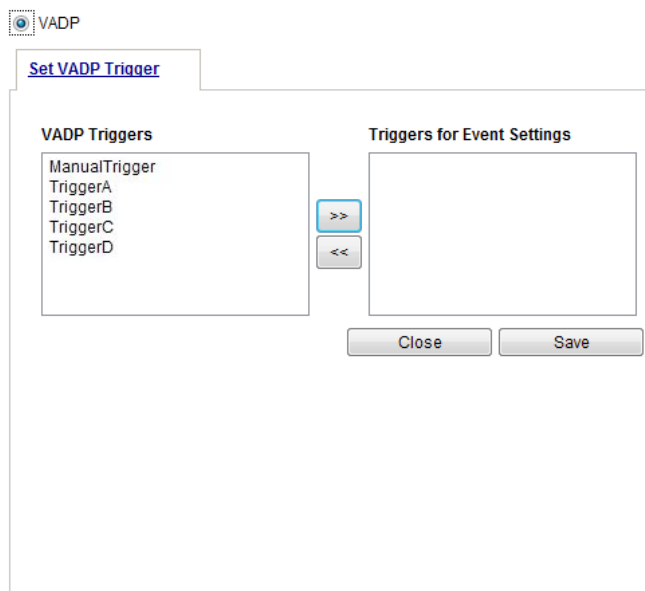 VADP
Set VADP Trigger
VADP Triggers
Triggers for Event Settings
ManualTrigger
TriggerA
TriggerB
TriggerC
TriggerD
>>
<<
Close
Save